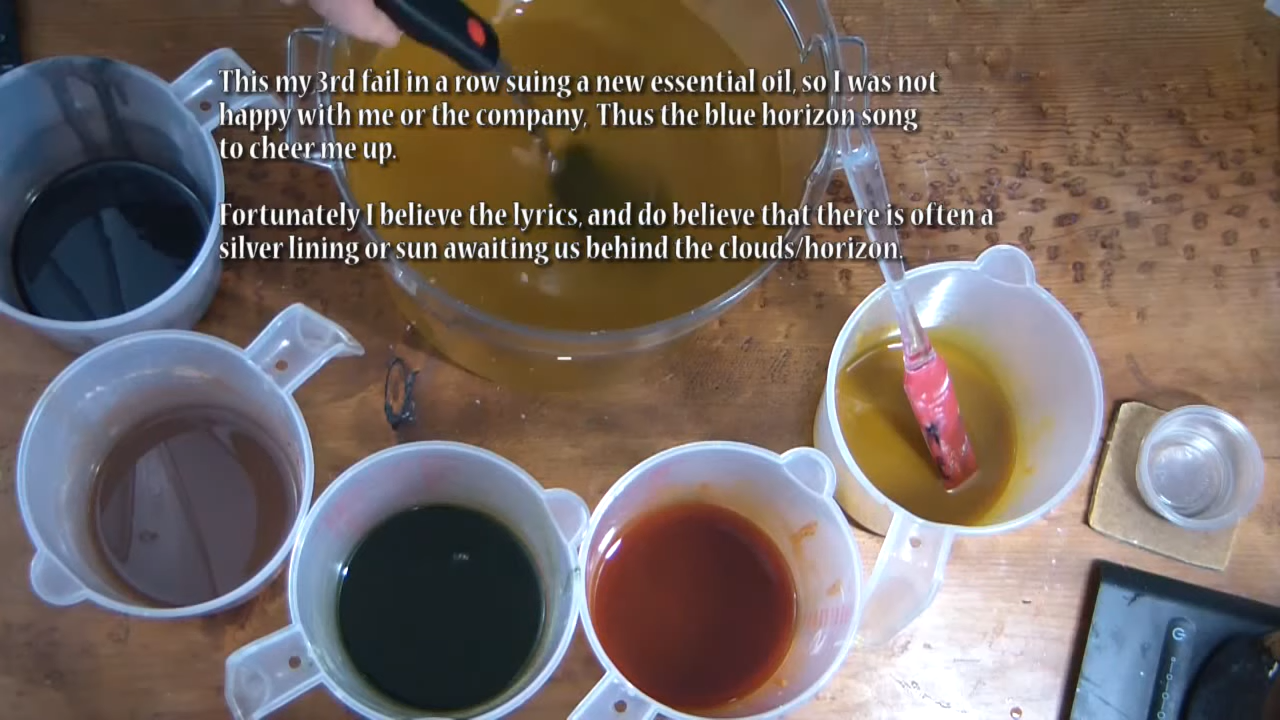 This my 3rd fail in a row suing a new essential oil, so I was not
happy with me or the company,  Thus the blue horizon song
to cheer me up.
Fortunately I believe the lyrics, and do believe that there is often a
silver lining or sun awaiting us behind the clouds/horizon.